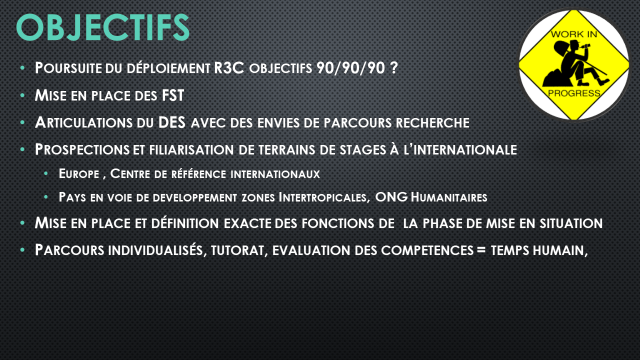 OBJECTIFS
WORK IN
PROGRESS
• POURSUITE DU DÉPLOIEMENT R3C OBJECTIFS 90/90/90 ?
• MISE EN PLACE DES FST
• ARTICULATIONS DU DES AVEC DES ENVIES DE PARCOURS RECHERCHE
• PROSPECTIONS ET FILIARISATION DE TERRAINS DE STAGES À L'INTERNATIONALE
• EUROPE , CENTRE DE RÉFÉRENCE INTERNATIONAUX
• PAYS EN VOIE DE DEVELOPPEMENT ZONES INTERTROPICALES, ONG HUMANITAIRES
• MISE EN PLACE ET DÉFINITION EXACTE DES FONCTIONS DE LA PHASE DE MISE EN SITUATION
• PARCOURS INDIVIDUALISÉS, TUTORAT, EVALUATION DES COMPETENCES = TEMPS HUMAIN,